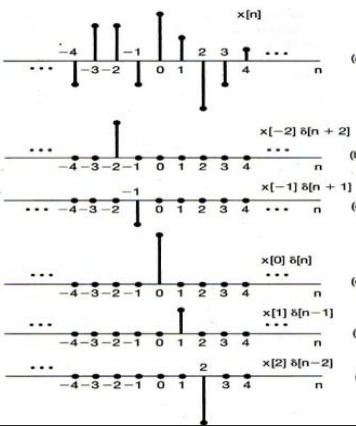 x[n]
-4 -1 2 3 ...
... -3 -2 0 1 4 n
x[-2] δ[n + 2]
... ...
-4 -3 -2 -1 0 1 2 3 4 n
-1 x[-1] δ[n + 1]
... -4 -3 -2 0 1 2 3 4 ... n
x[0] δ[n]
... ...
-4 -3 -2 -1 0 1 2 3 4 n
x[1] δ[n-1]
... ...
-4 -3 -2 -1 0 1 2 3 4 n
... 2 x[2] δ[n-2] ...
-4 -3 -2 -1 0 1 3 4 n